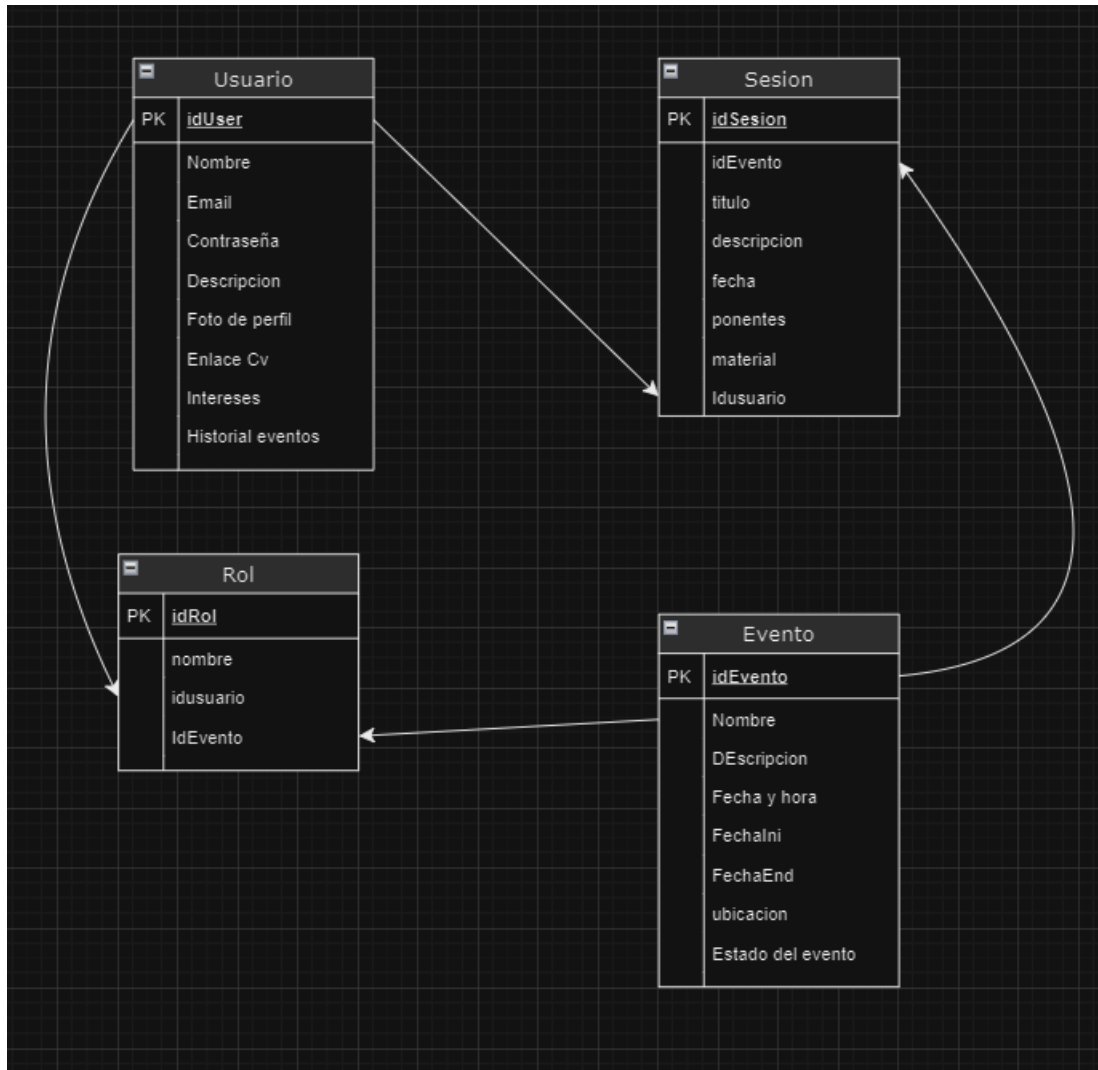 Usuario
PK idUser
Nombre
Email
Contraseña
Descripcion
Foto de perfil
Enlace Cv
Intereses
Historial eventos
Sesion
PK idSesion
idEvento
titulo
descripcion
fecha
ponentes
material
Idusuario
Rol
PK idRol
nombre
idusuario
IdEvento
Evento
PK idEvento
Nombre
DEscripcion
Fecha y hora
FechaIni
FechaEnd
ubicacion
Estado del evento